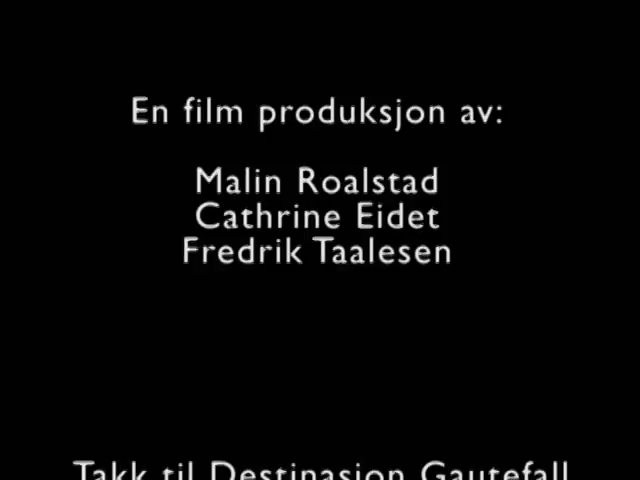 En film produksjon av:
Malin Roalstad
Cathrine Eidet
Fredrik Taalesen
Takk til Destinasjon Gautefall